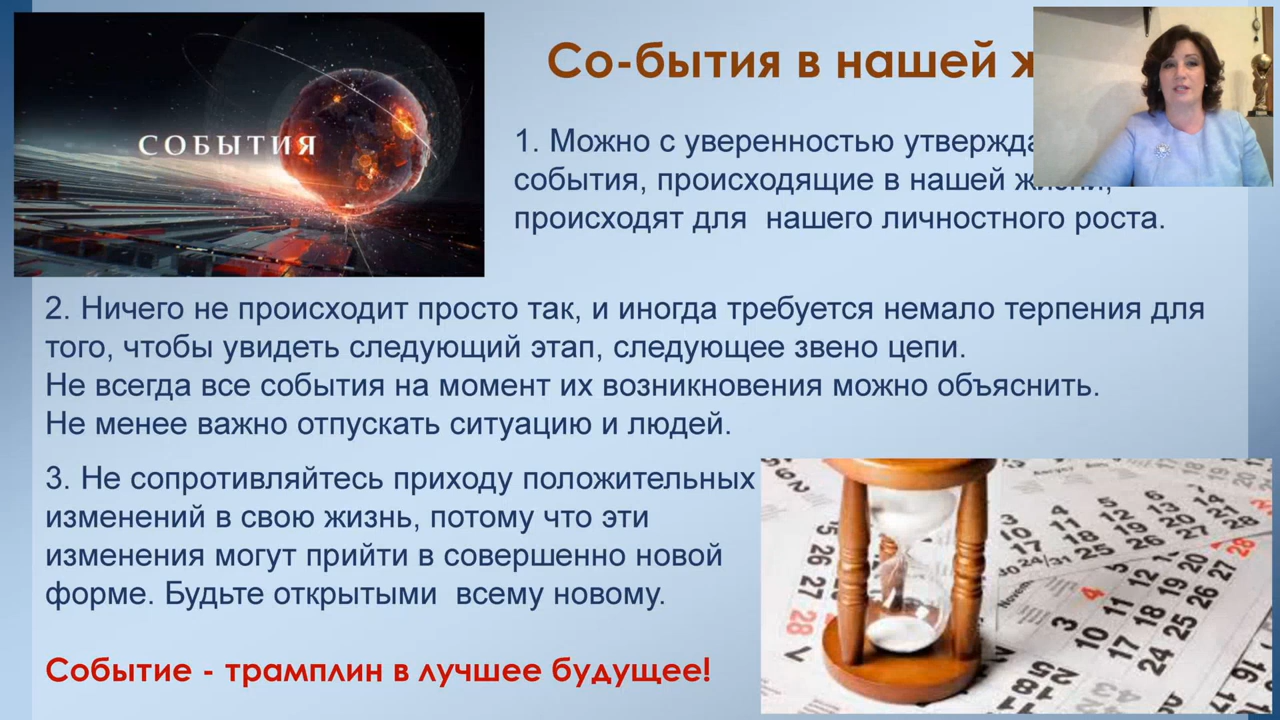 СОБЫТИЯ
Со-бытия в нашей
1. Можно с уверенностью
события, происходящие в нашей жизни,
происходят для нашего личностного роста.
2. Ничего не происходит просто так, и иногда требуется немало терпения для
того, чтобы увидеть следующий этап, следующее звено цепи.
Не всегда все события на момент их возникновения можно объяснить.
Не менее важно отпускать ситуацию и людей.
3. Не сопротивляйтесь приходу положительных
изменений в свою жизнь, потому что эти
изменения могут прийти в совершенно новой
форме. Будьте открытыми всему новому.
Событие - трамплин в лучшее будущее!